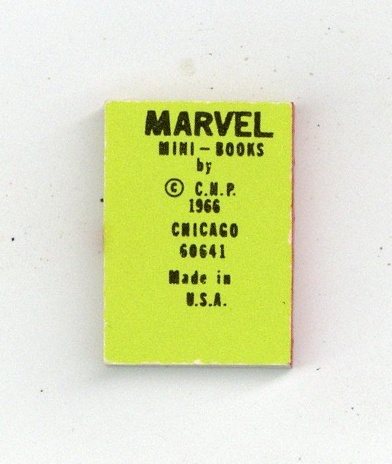 MARVEL
MINI-BOOKS
by
© C.N.P.
1966
CHICAGO
60641
Made in
U.S.A.